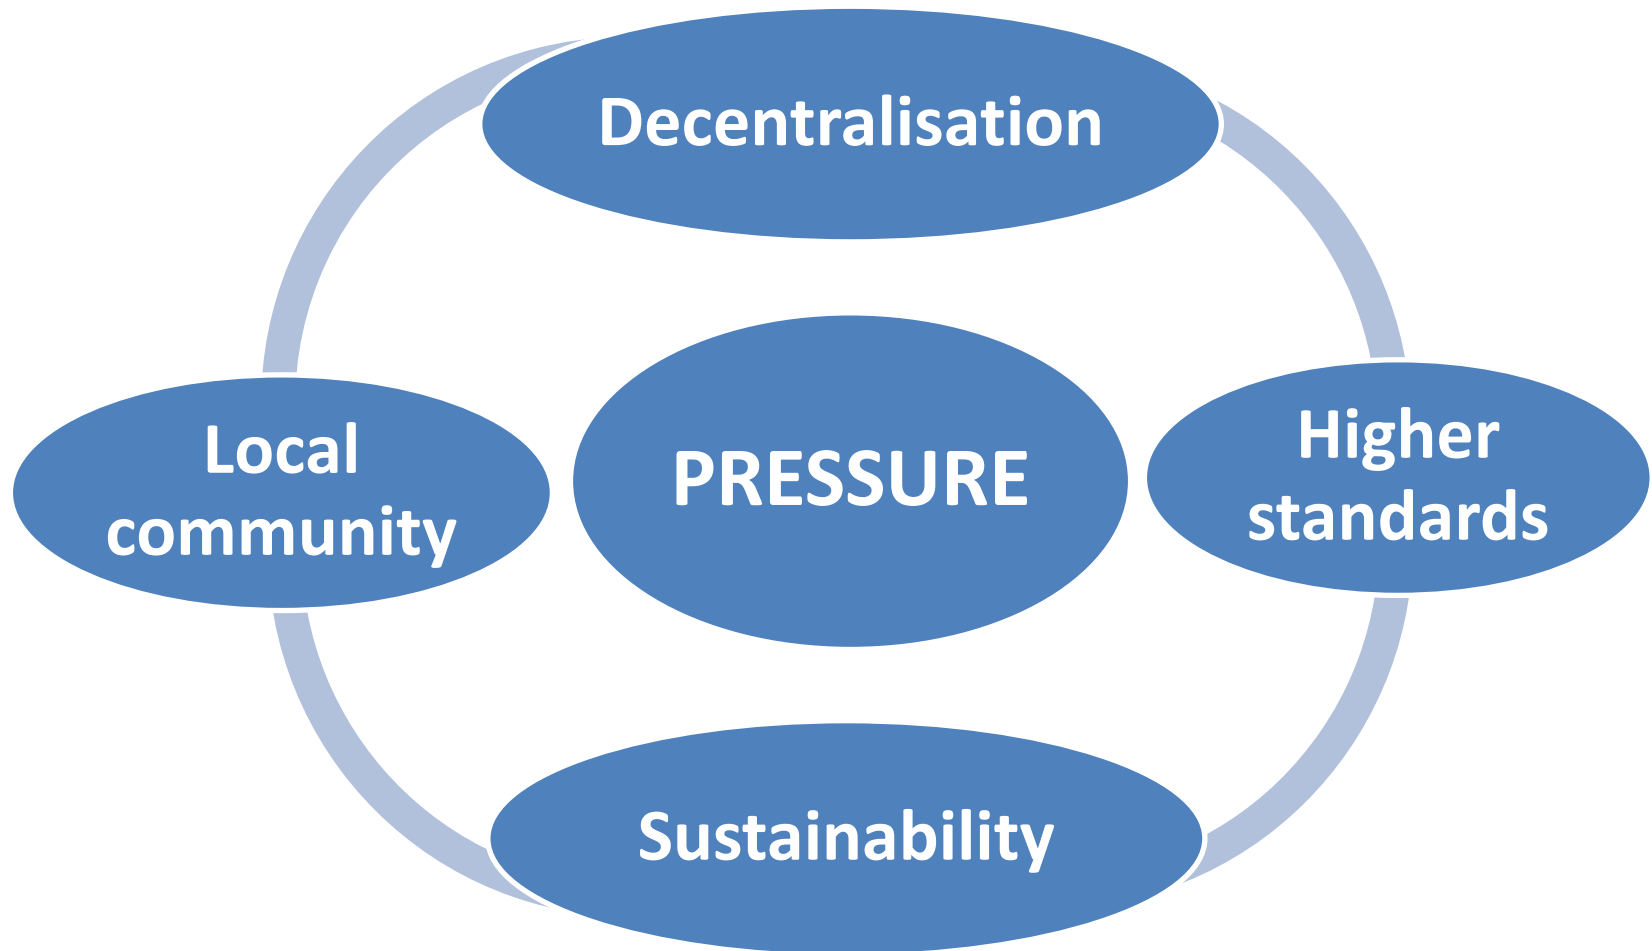 Decentralisation
Local
community
PRESSURE
Higher
standards
Sustainability